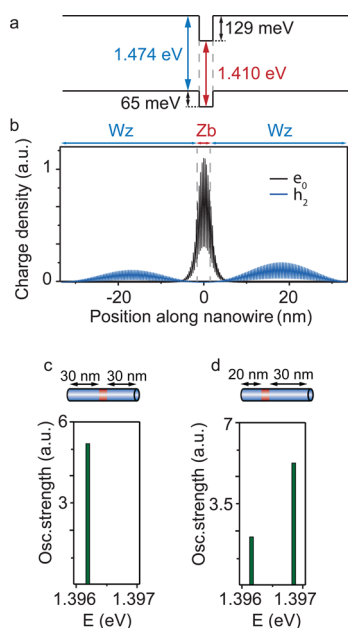 a
129 meV
1.474 eV
1.410 eV
65 meV
b
Wz Zb Wz
Charge density (a.u.)
1
0
e₀
h₂
-20 0 20
Position along nanowire (nm)
c
30 nm 30 nm
Osc.strength (a.u.)
6
3
1.396 1.397
E (eV)
d
20 nm 30 nm
Osc.strength (a.u.)
7
3.5
1.396 1.397
E (eV)